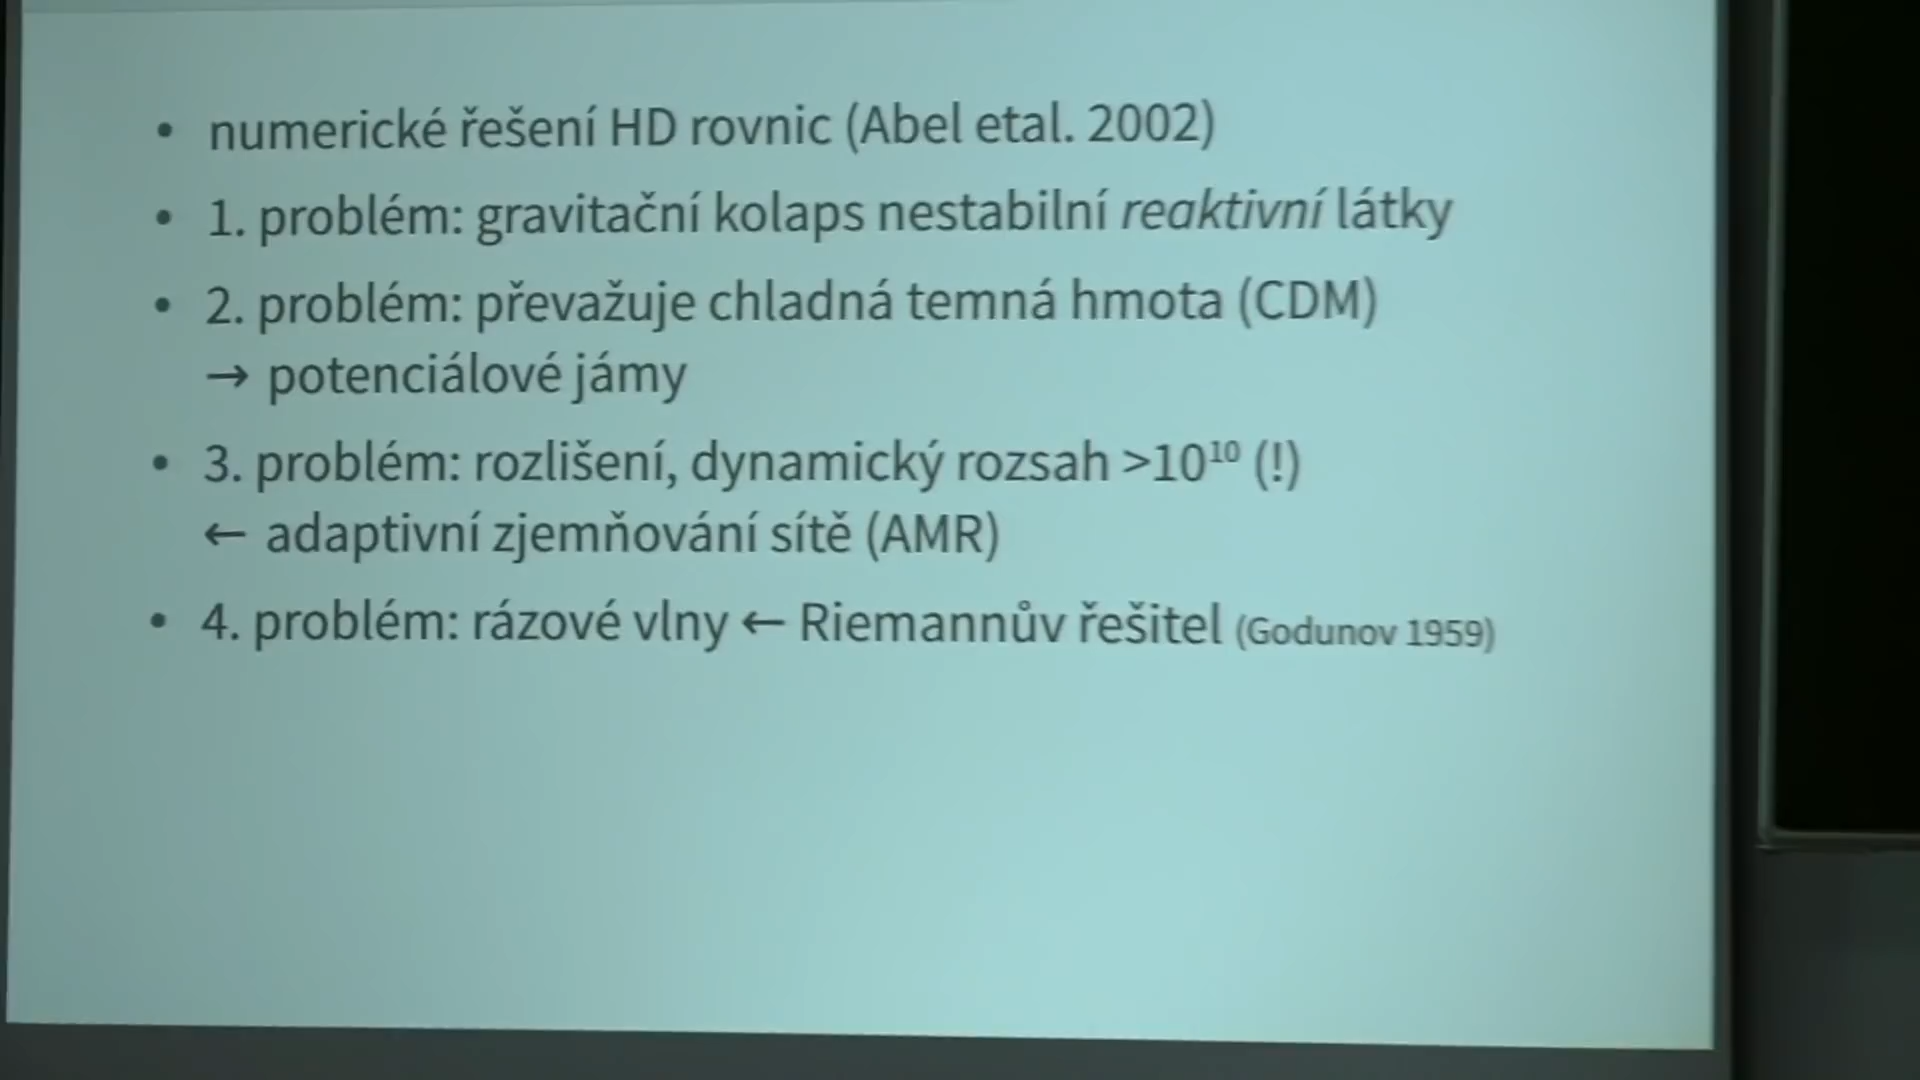 • numerické řešení HD rovnic (Abel etal. 2002)
• 1. problém: gravitační kolaps nestabilní reaktivní látky
• 2. problém: převažuje chladná temná hmota (CDM)
→ potenciálové jámy
• 3. problém: rozlišení, dynamický rozsah >10¹⁰ (!)
← adaptivní zjemňování sítě (AMR)
• 4. problém: rázové vlny ← Riemannův řešitel (Godunov 1959)